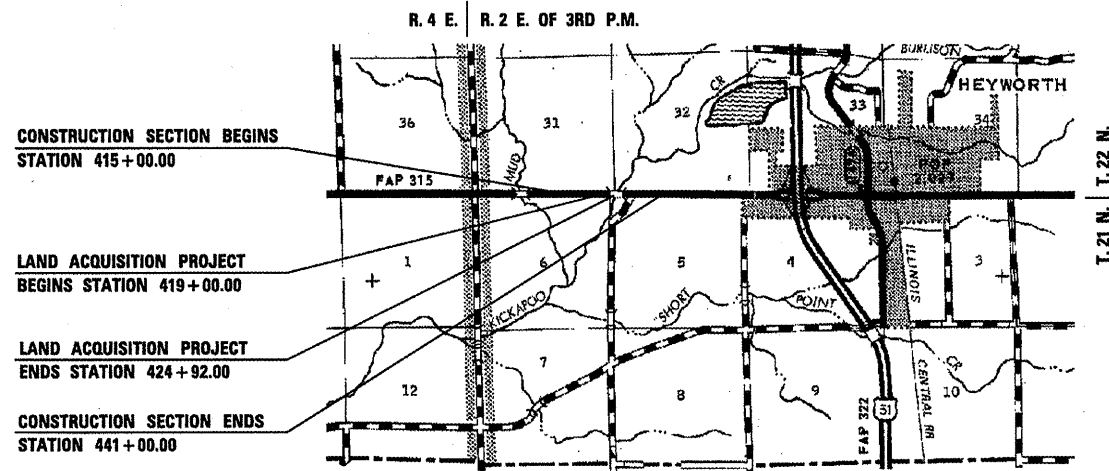 R. 4 E. R. 2 E. OF 3RD P.M.
BURLISON
HEYWORTH
CR
36
31
32
33
34
CONSTRUCTION SECTION BEGINS
STATION 415+00.00
MUD
FAP 315
POP
T. 21 N. T. 22 N.
LAND ACQUISITION PROJECT
BEGINS STATION 419+00.00
1
6
5
4
3
ILLINOIS
KICKAPOO
SHORT
POINT
CR
LAND ACQUISITION PROJECT
ENDS STATION 424+92.00
12
7
8
9
10
CENTRAL RR
CONSTRUCTION SECTION ENDS
STATION 441+00.00
FAP 322
51